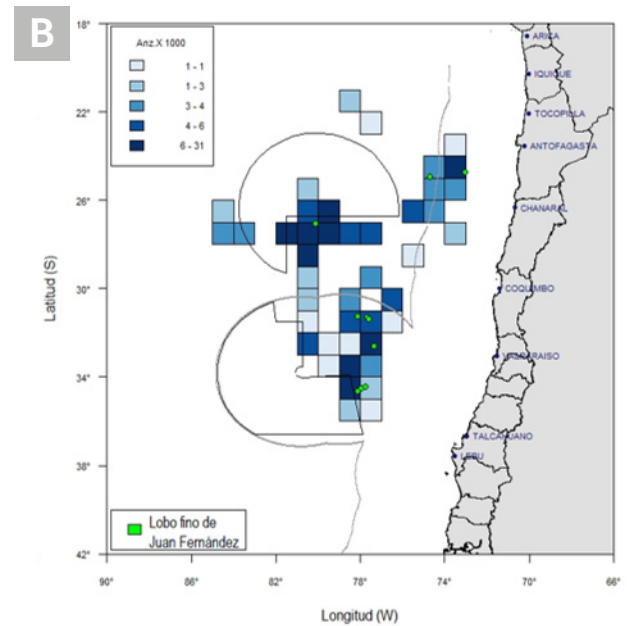 B
Anz.X 1000
1 - 1
1 - 3
3 - 4
4 - 6
6 - 31
18°
22°
26°
30°
34°
38°
42°
Latitud (S)
ARICA
IQUIQUE
TOCOPILLA
ANTOFAGASTA
CHANARAL
COQUIMBO
VALPARAISO
TALCAHUANO
LEBU
Lobo fino de
Juan Fernández
90°
86°
82°
78°
74°
70°
66°
Longitud (W)